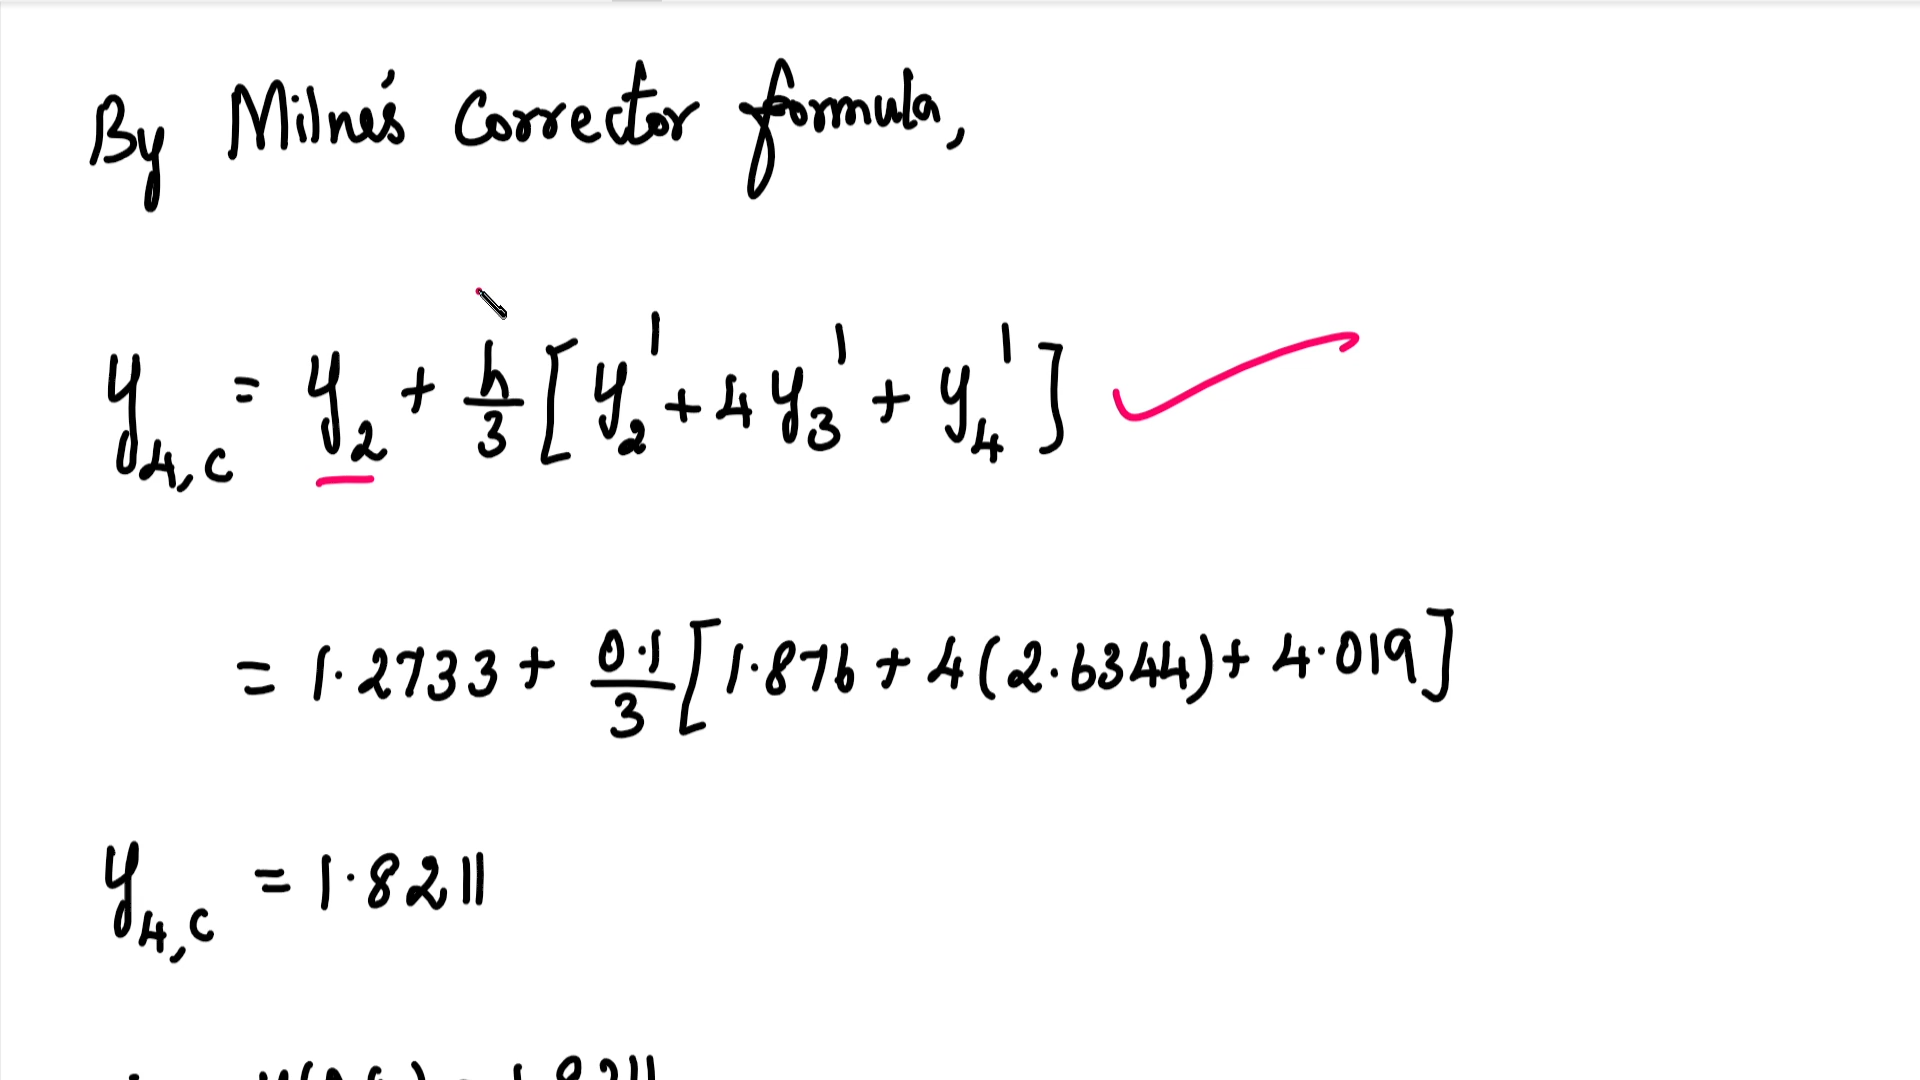 By Milne's Corrector formula,
y₄,c = y₂ + h/3 [y₂' + 4y₃' + y₄']
= 1.2733 + 0.1/3 [1.876 + 4(2.6344) + 4.019]
y₄,c = 1.8211